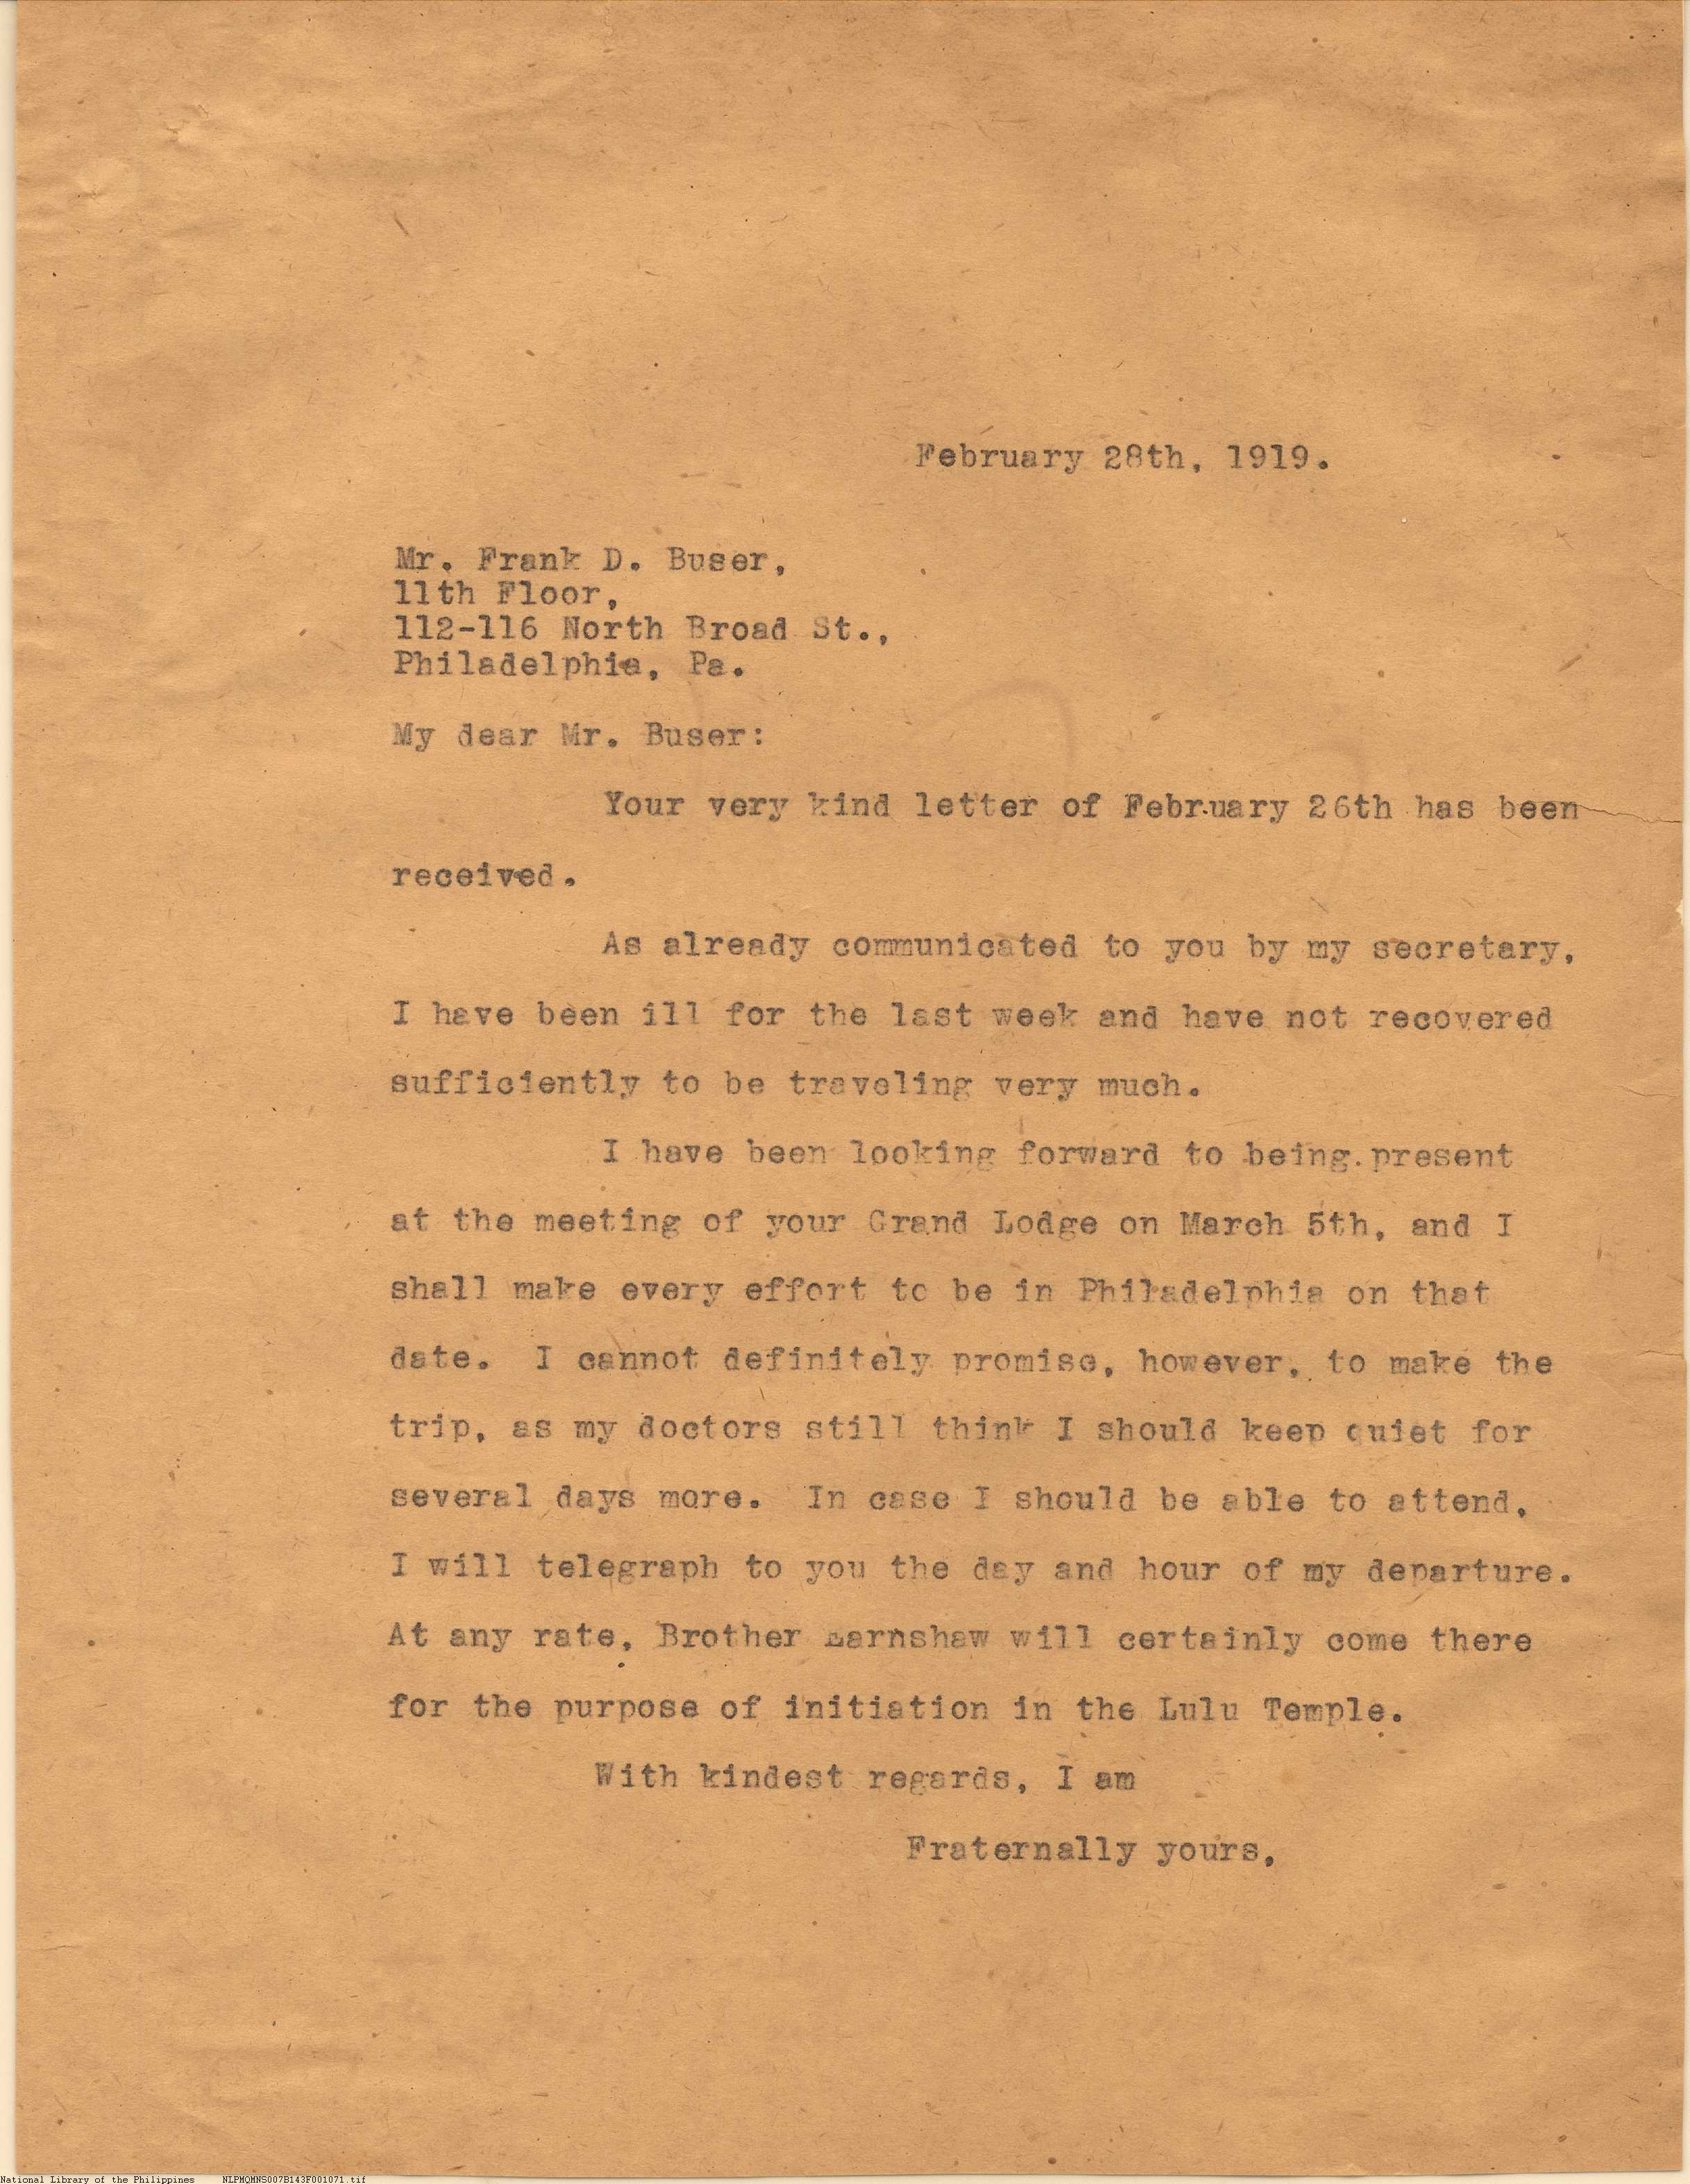 February 28th, 1919.
Mr. Frank D. Buser,
11th Floor,
112-116 North Broad St.,
Philadelphia, Pa.
My dear Mr. Buser:
Your very kind letter of February 26th has been
received.
As already communicated to you by my secretary,
I have been ill for the last week and have not recovered
sufficiently to be traveling very much.
I have been looking forward to being present
at the meeting of your Grand Lodge on March 5th, and I
shall make every effort to be in Philadelphia on that
date. I cannot definitely promise, however, to make the
trip, as my doctors still think I should keep quiet for
several days more. In case I should be able to attend,
I will telegraph to you the day and hour of my departure.
At any rate, Brother Earnshaw will certainly come there
for the purpose of initiation in the Lulu Temple.
With kindest regards, I am
Fraternally yours,
National Library of the Philippines NLPMQMNS007B143F001071.tif